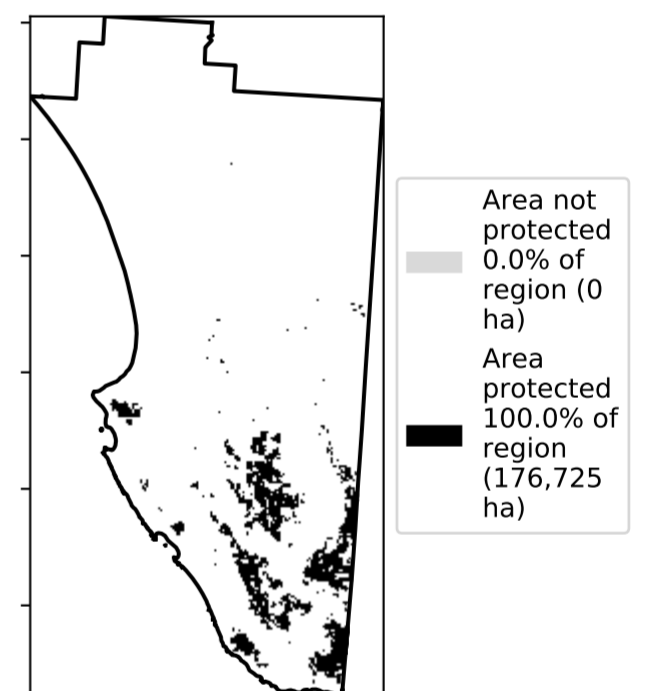 Area not
protected
0.0% of
region (0
ha)
Area
protected
100.0% of
region
(176,725
ha)